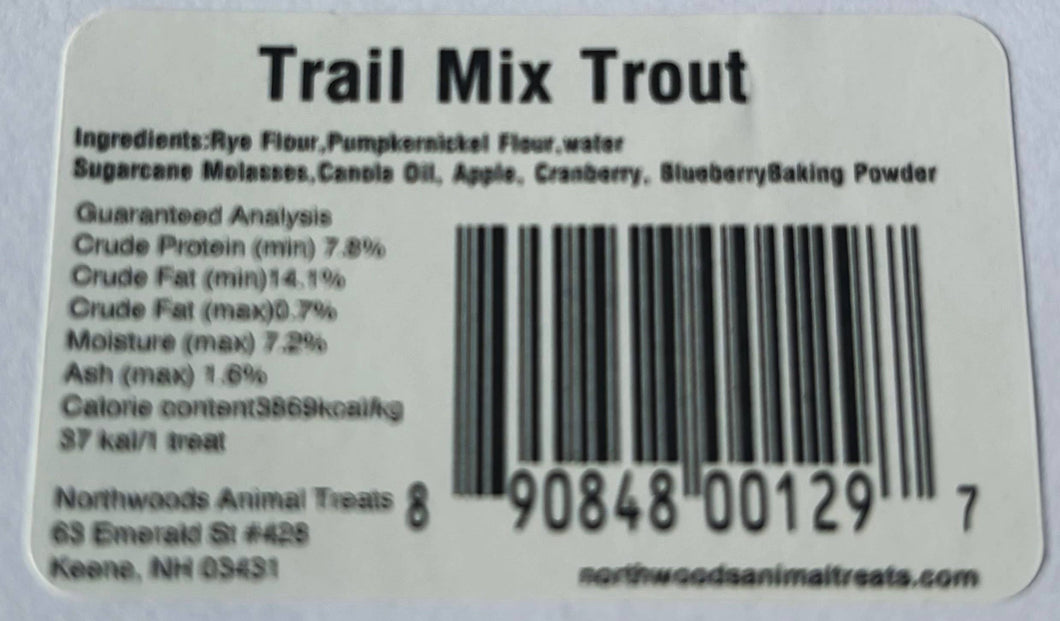 Trail Mix Trout
Ingredients:Rye Flour,Pumpkernickel Flour,water
Sugarcane Molasses,Canola Oil, Apple, Cranberry, BlueberryBaking Powder
Guaranteed Analysis
Crude Protein (min) 7.8%
Crude Fat (min)14.1%
Crude Fat (max)0.7%
Moisture (max) 7.2%
Ash (max) 1.6%
Calorie content3869kcal/kg
37 kal/1 treat
Northwoods Animal Treats
63 Emerald St #428
Keene, NH 03431
8 90848 00129 7
northwoodsanimaltreats.com